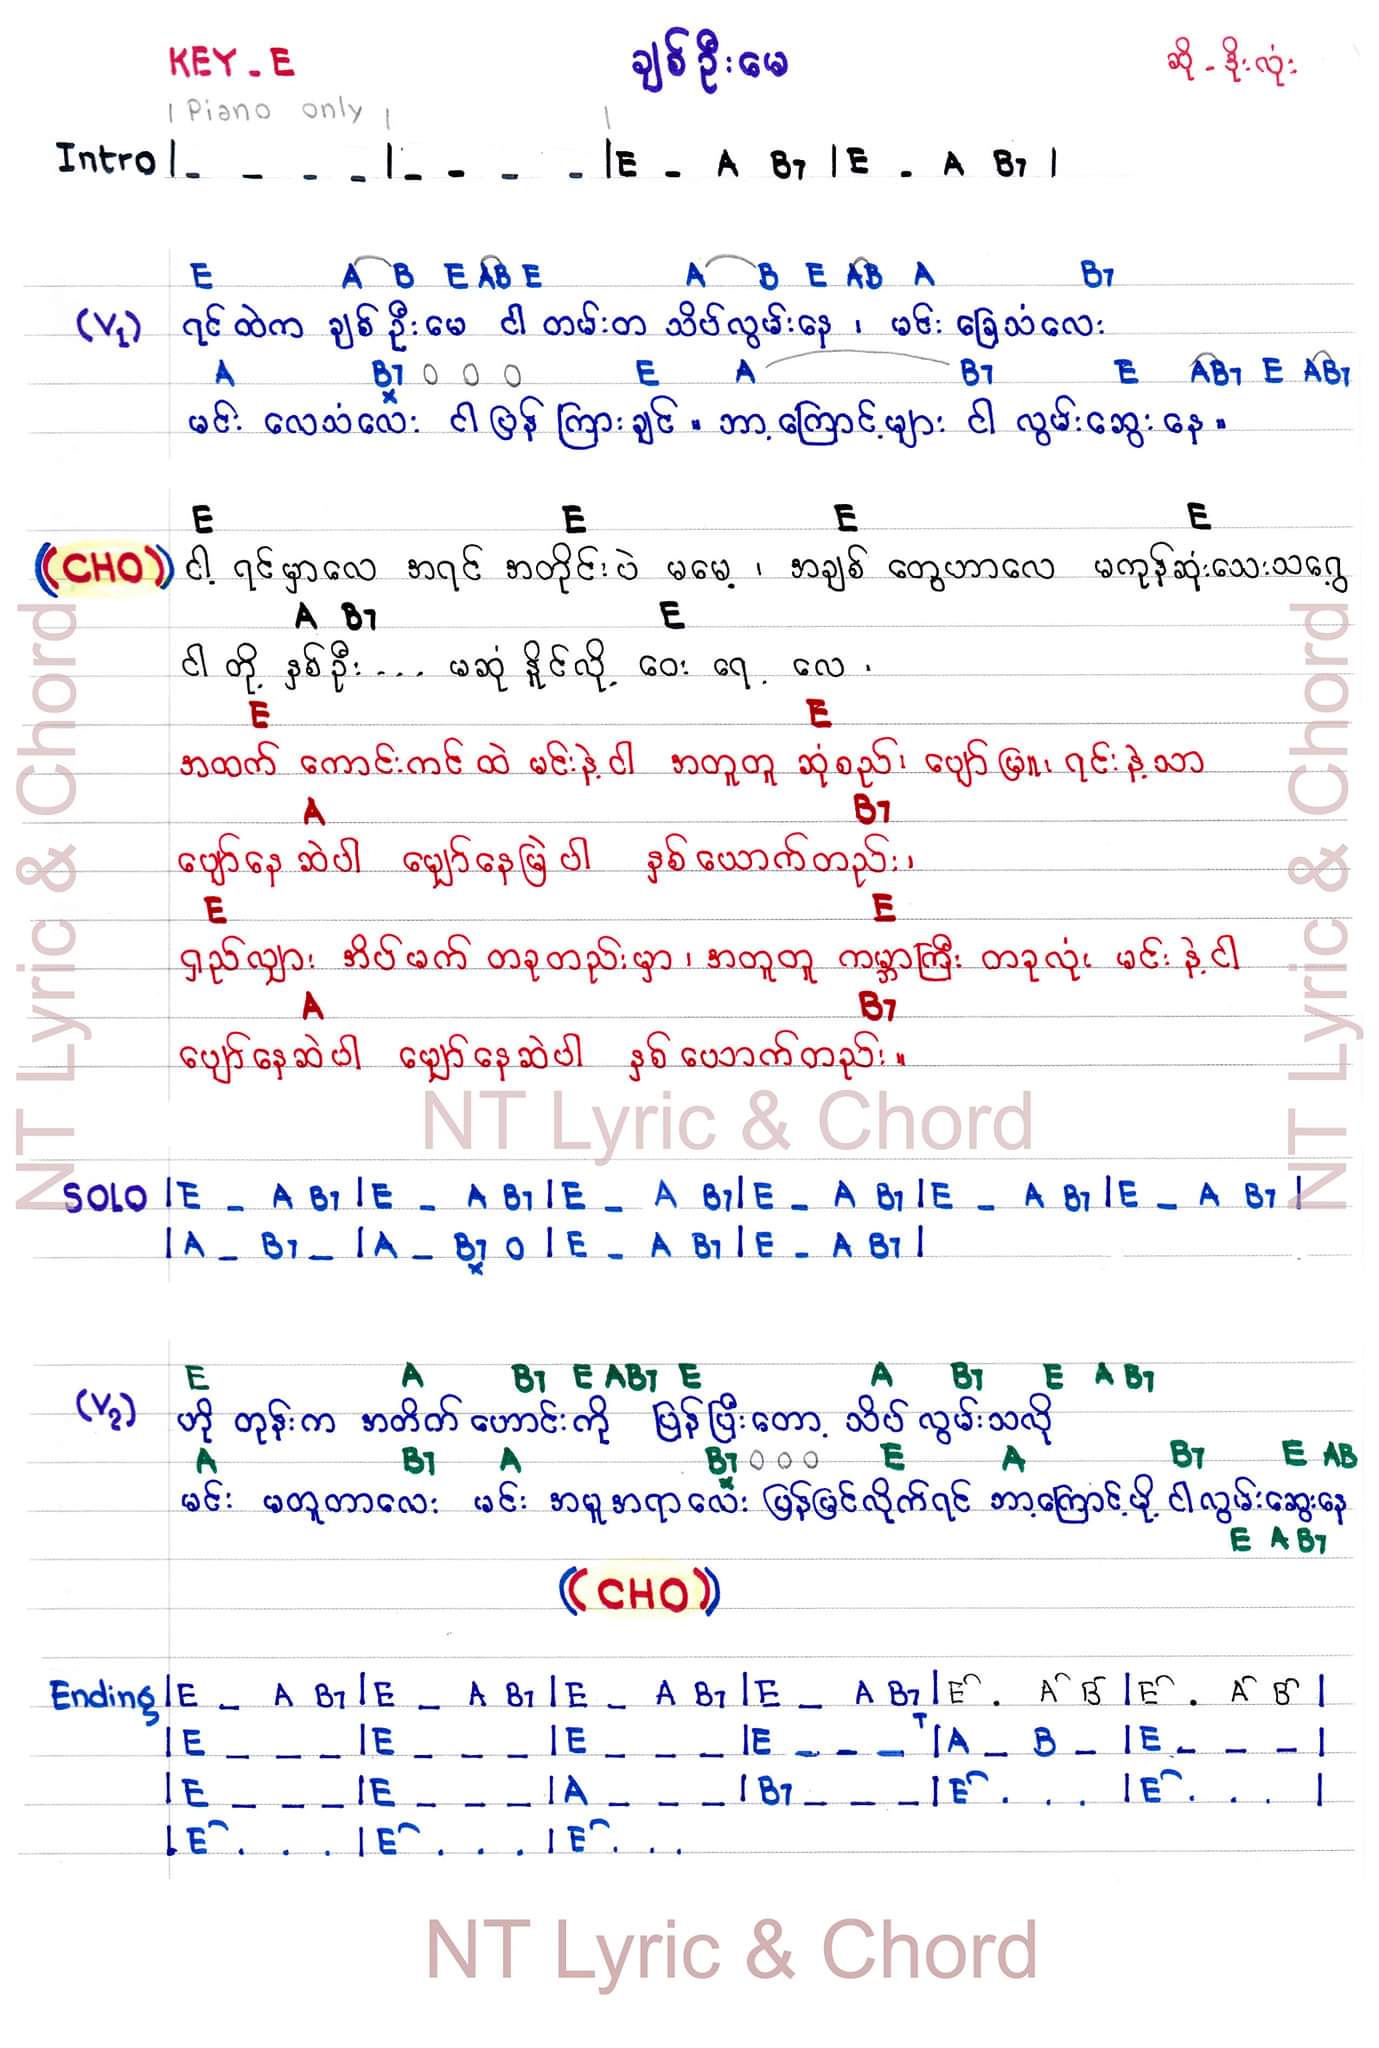 KEY - E
ချစ်ဦးမေ
ဆို - ဒိုးလုံး
| Piano only | |
Intro |- - - - |- - - - |E - A B7 |E - A B7 |
E A B E AB E A B E AB A B7
(V1) ရင်ထဲက ချစ်ဦးမေ ငါ တမ်းတ သိပ်လွမ်းနေ ၊ မင်း ခြေသံလေး
A B7 0 0 0 E A B7 E AB7 E AB7
x
မင်း လေသံလေး ငါ ပြန် ကြားချင် ။ ဘာ့ကြောင့်များ ငါ လွမ်းဆွေးနေ ။
E E E E
(CHO) ငါ့ ရင်မှာလေ အရင် အတိုင်းပဲ မမေ့ ၊ အချစ် တွေဟာလေ မကုန်ဆုံးသေးသရွေ့
A B7 E
ငါ တို့ နှစ်ဦး ... မဆုံ နိုင်လို့ ဝေး ရ လေ ၊
E E
အထက် ကောင်းကင် ထဲ မင်းနဲ့ ငါ အတူတူ ဆုံစည်း ပျော်မြူး ရင်းနဲ့သာ
A B7
ပျော်နေဆဲပါ မျှော်နေမြဲပါ နှစ်ယောက်တည်း ၊
E E
ရှည်လျှား အိပ်မက် တခုတည်းမှာ ၊ အတူတူ ကမ္ဘာကြီး တခုလုံး မင်းနဲ့ ငါ
A B7
ပျော်နေဆဲပါ မျှော်နေဆဲပါ နှစ်ယောက်တည်း ။
NT Lyric & Chord
NT Lyric & Chord
NT Lyric & Chord
SOLO |E - A B7 |E - A B7 |E - A B7 |E - A B7 |E - A B7 |E - A B7 |
|A - B7 - |A - B7 0 |E - A B7 |E - A B7 |
x
E A B7 E AB7 E A B7 E A B7
(V2) ဟို တုန်းက အတိတ်ဟောင်းကို ပြန်ပြီးတော့ သိပ် လွမ်းသလို
A B7 A B7 0 0 0 E A B7 E AB
x
မင်း မတူတာလေး မင်း အမူအရာလေး ပြန်မြင်လိုက်ရင် ဘာ့ကြောင့်မို့ ငါလွမ်းဆွေးနေ
E A B7
(CHO)
Ending |E - A B7 |E - A B7 |E - A B7 |E - A B7 |E . A B |E . A B |
|E - - - |E - - - |E - - - |E - - - |A - B - |E - - - |
|E - - - |E - - - |A - - - |B7 - - - |E . . . |E . . . |
|E . . . |E . . . |E . . .
NT Lyric & Chord